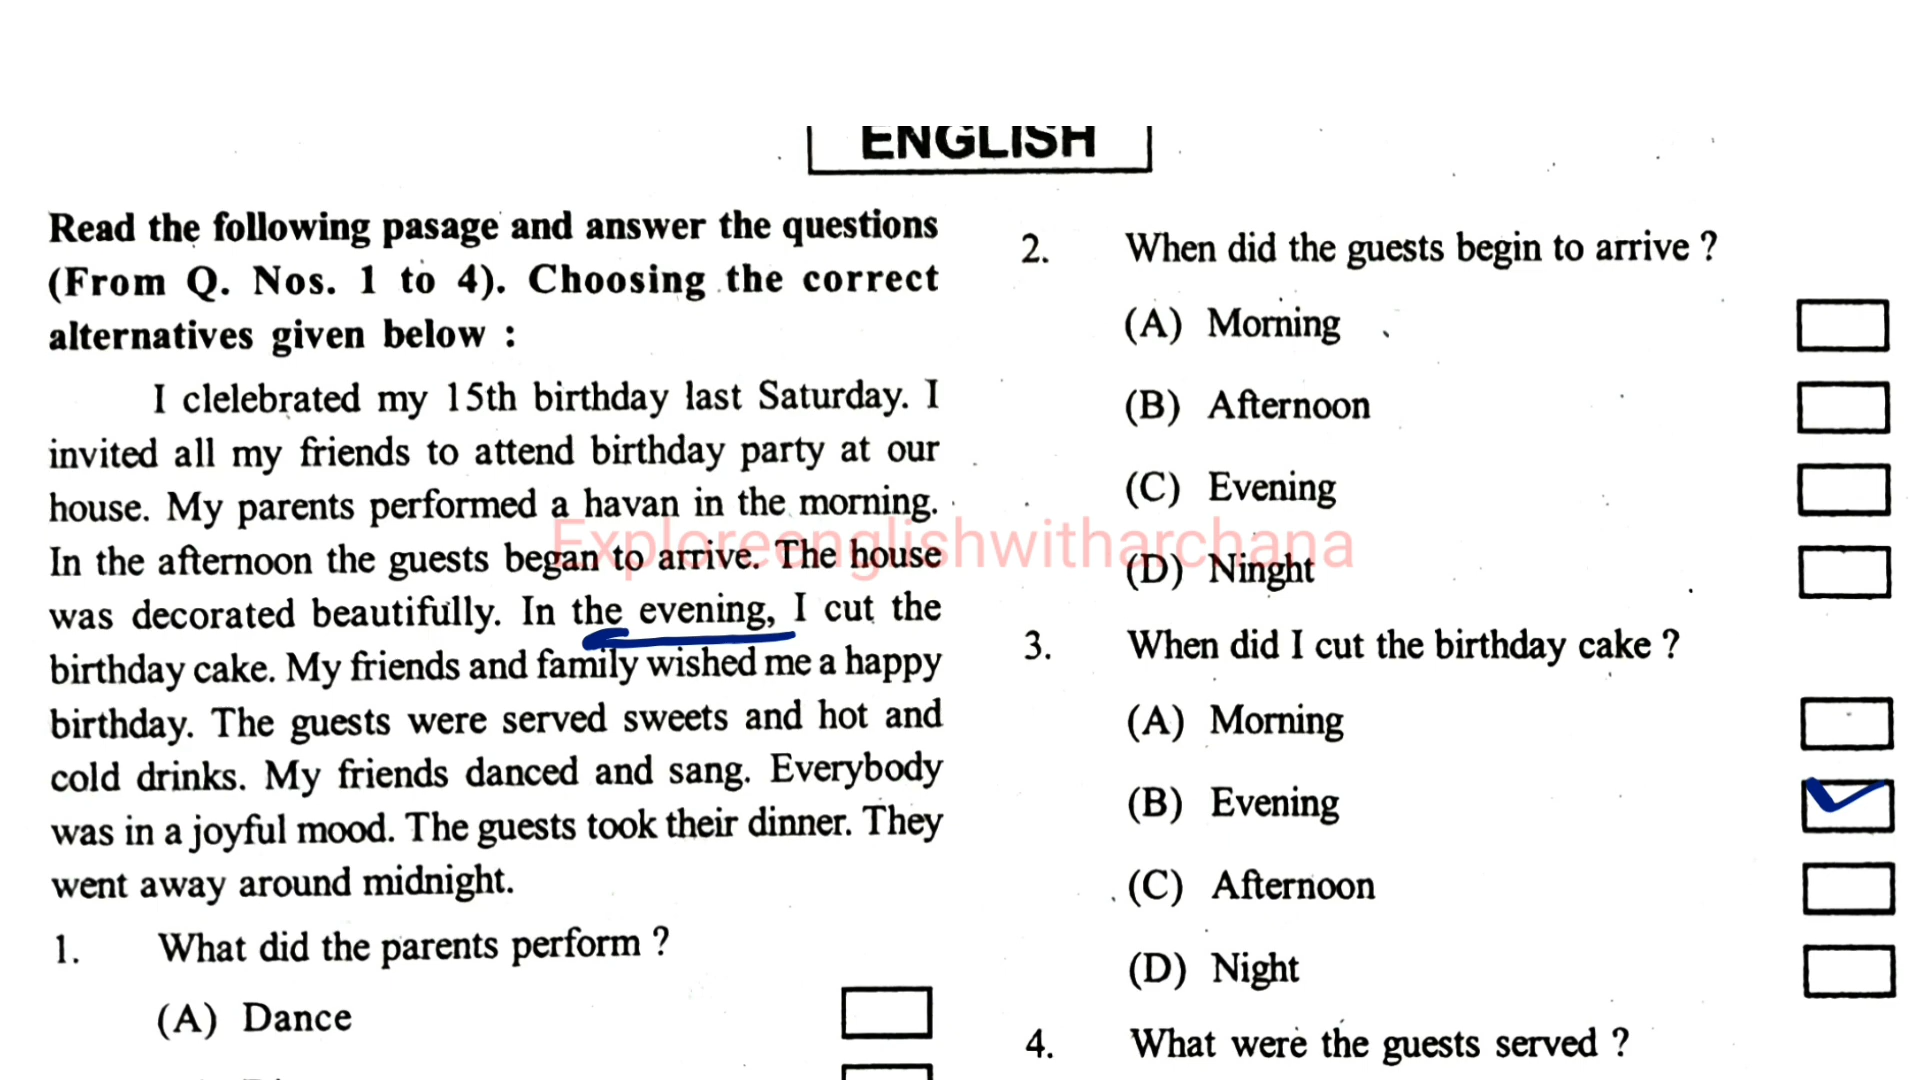 ENGLISH
Read the following pasage and answer the questions
(From Q. Nos. 1 to 4). Choosing the correct
alternatives given below :
I clelebrated my 15th birthday last Saturday. I
invited all my friends to attend birthday party at our
house. My parents performed a havan in the morning.
In the afternoon the guests began to arrive. The house
was decorated beautifully. In the evening, I cut the
birthday cake. My friends and family wished me a happy
birthday. The guests were served sweets and hot and
cold drinks. My friends danced and sang. Everybody
was in a joyful mood. The guests took their dinner. They
went away around midnight.
1. What did the parents perform ?
(A) Dance
2. When did the guests begin to arrive ?
(A) Morning
(B) Afternoon
(C) Evening
(D) Ninght
3. When did I cut the birthday cake ?
(A) Morning
(B) Evening
(C) Afternoon
(D) Night
4. What were the guests served ?
Exploreenglishwitharchana